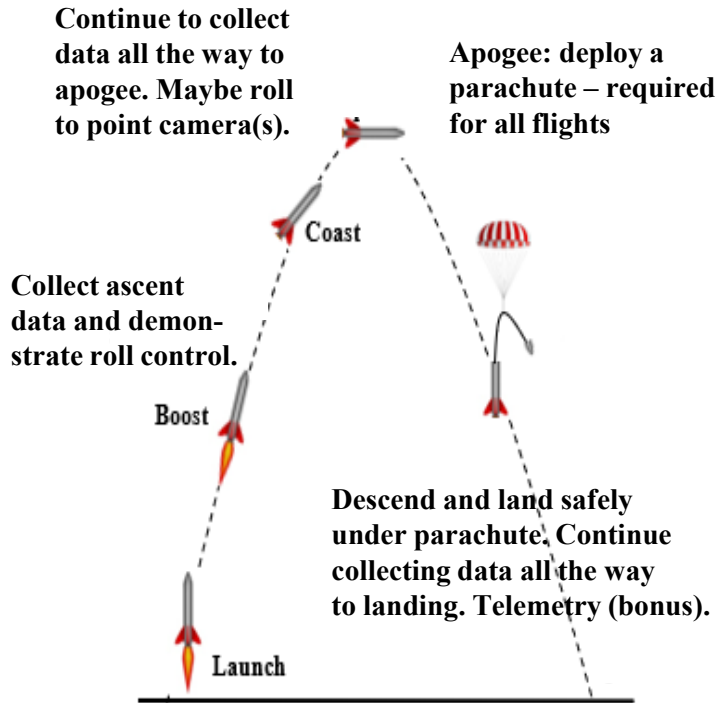 Continue to collect
data all the way to
apogee. Maybe roll
to point camera(s).
Apogee: deploy a
parachute – required
for all flights
Coast
Collect ascent
data and demon-
strate roll control.
Boost
Descend and land safely
under parachute. Continue
collecting data all the way
to landing. Telemetry (bonus).
Launch